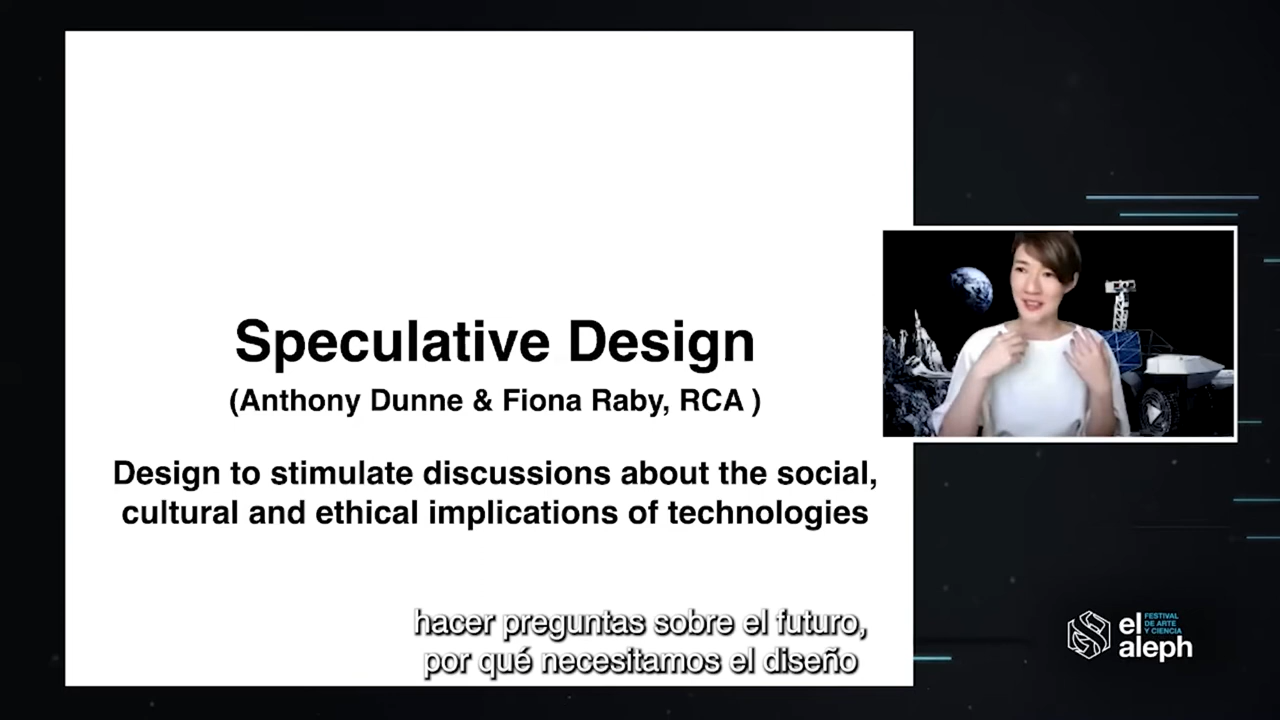 Speculative Design
(Anthony Dunne & Fiona Raby, RCA )
Design to stimulate discussions about the social,
cultural and ethical implications of technologies
hacer preguntas sobre el futuro,
por qué necesitamos el diseño
el aleph
FESTIVAL
DE ARTE
Y CIENCIA